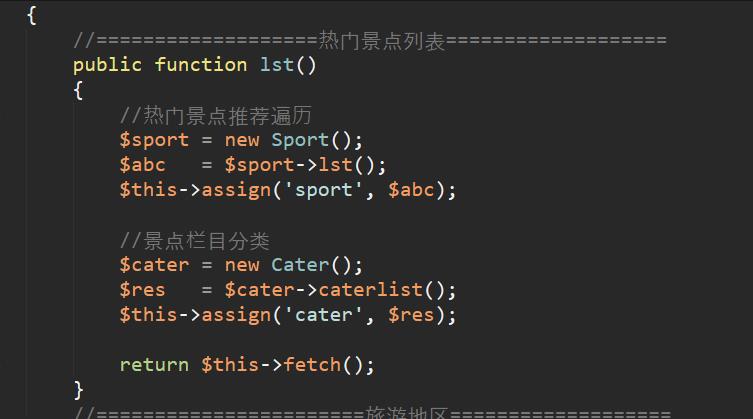 {
//===================热门景点列表===================
public function lst()
{
//热门景点推荐遍历
$sport = new Sport();
$abc   = $sport->lst();
$this->assign('sport', $abc);
//景点栏目分类
$cater = new Cater();
$res   = $cater->caterlist();
$this->assign('cater', $res);
return $this->fetch();
}
//=======================旅游地区===================